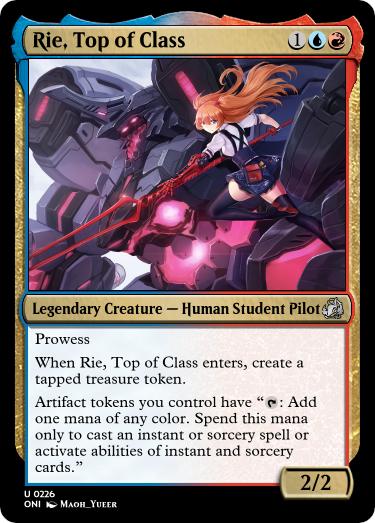 Rie, Top of Class
1
Legendary Creature — Human Student Pilot
Prowess
When Rie, Top of Class enters, create a
tapped treasure token.
Artifact tokens you control have “: Add
one mana of any color. Spend this mana
only to cast an instant or sorcery spell or
activate abilities of instant and sorcery
cards.”
2/2
U 0226
ONI Maoh_Yueer